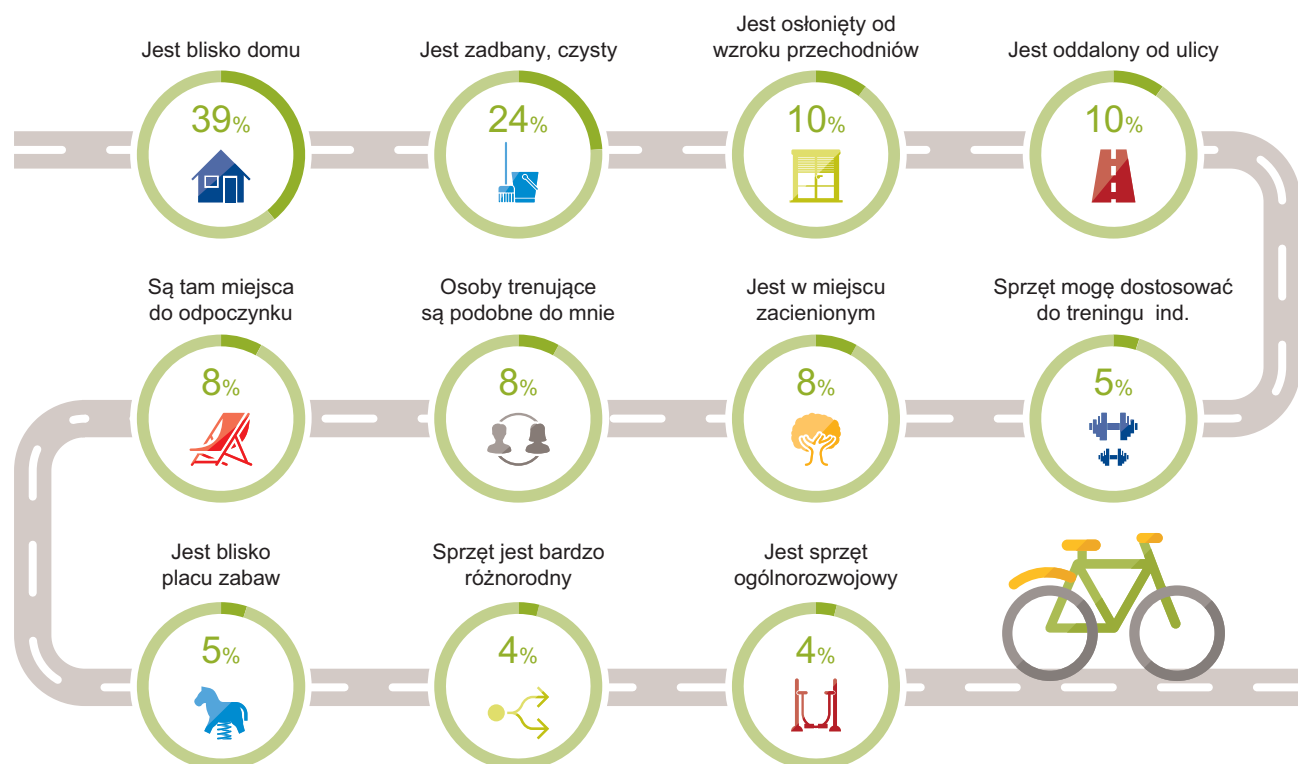 Jest blisko domu
39%
Jest zadbany, czysty
24%
Jest osłonięty od
wzroku przechodniów
10%
Jest oddalony od ulicy
10%
Są tam miejsca
do odpoczynku
8%
Osoby trenujące
są podobne do mnie
8%
Jest w miejscu
zacienionym
8%
Sprzęt mogę dostosować
do treningu ind.
5%
Jest blisko
placu zabaw
5%
Sprzęt jest bardzo
różnorodny
4%
Jest sprzęt
ogólnorozwojowy
4%